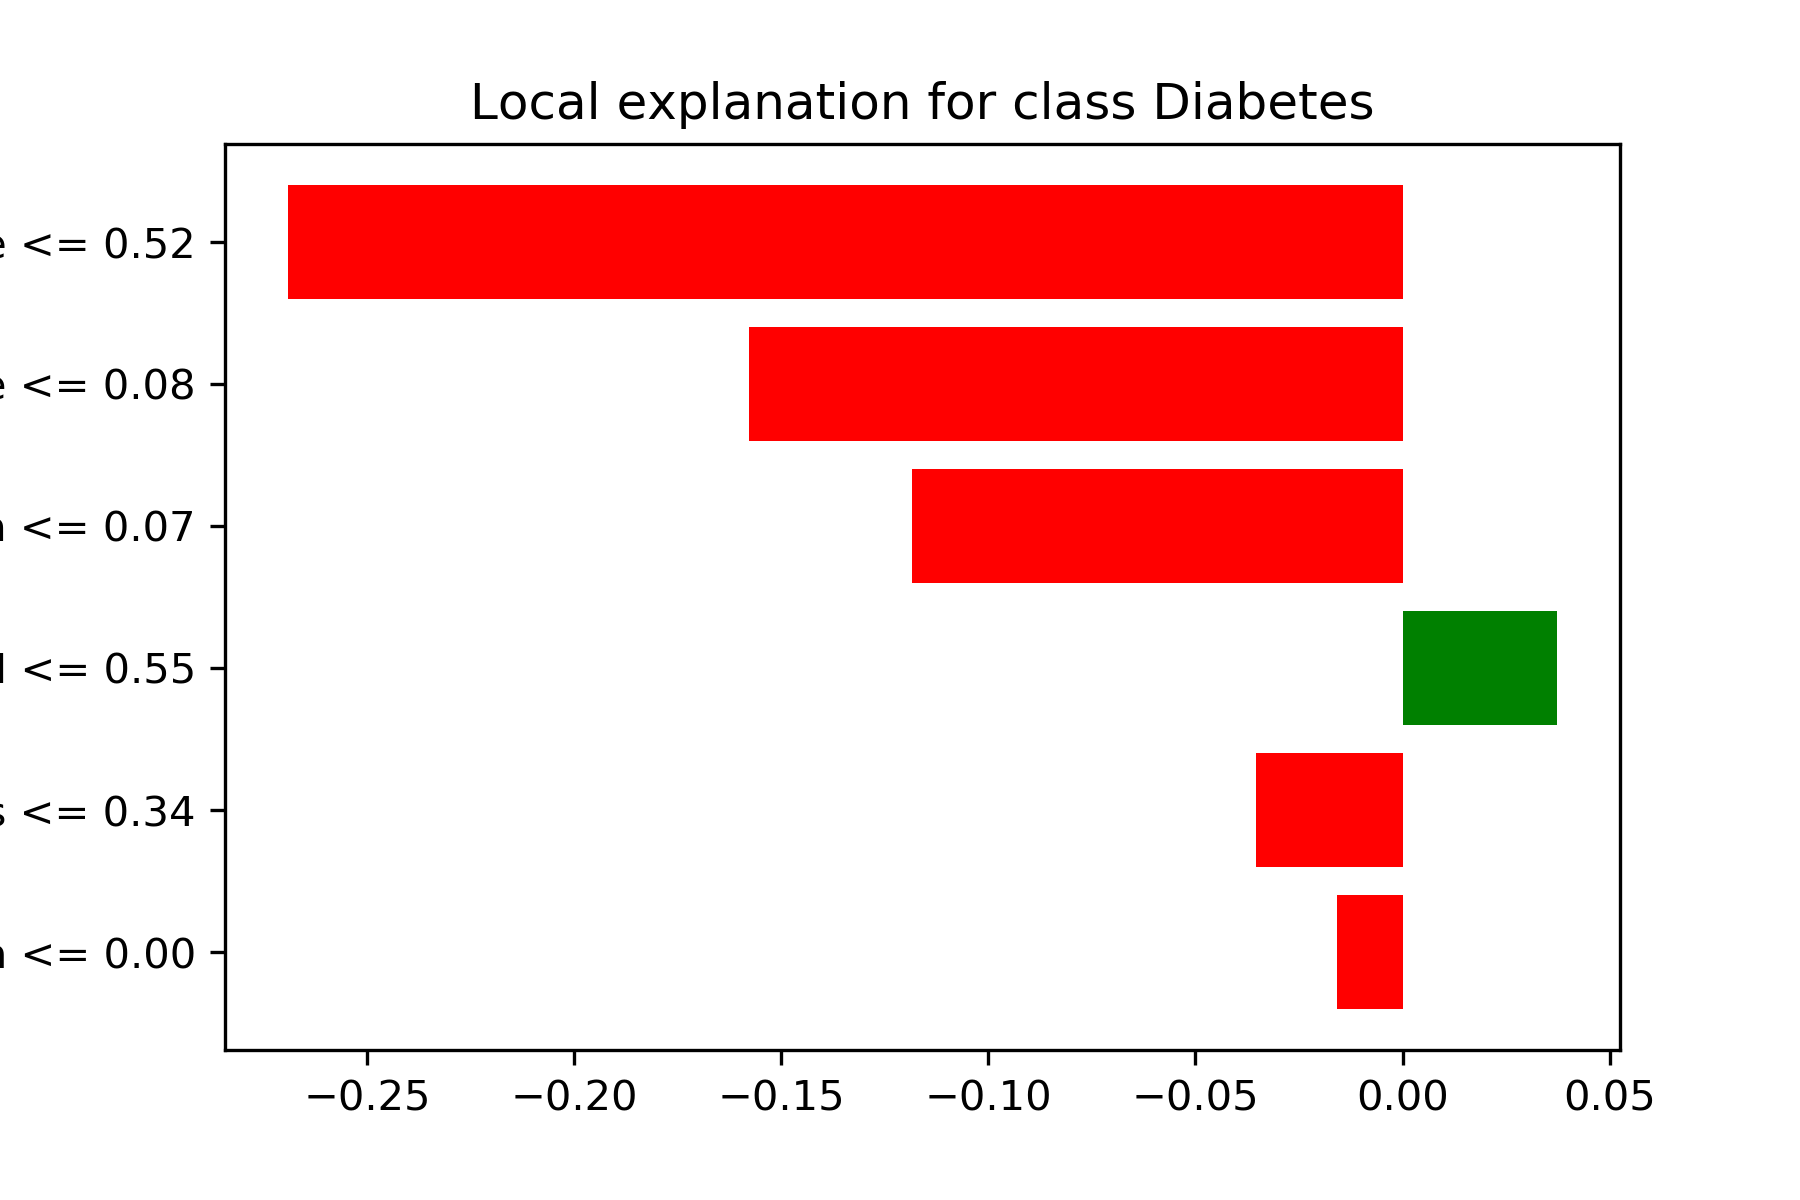 Local explanation for class Diabetes
e <= 0.52
e <= 0.08
<= 0.07
<= 0.55
s <= 0.34
<= 0.00
−0.25 −0.20 −0.15 −0.10 −0.05 0.00 0.05